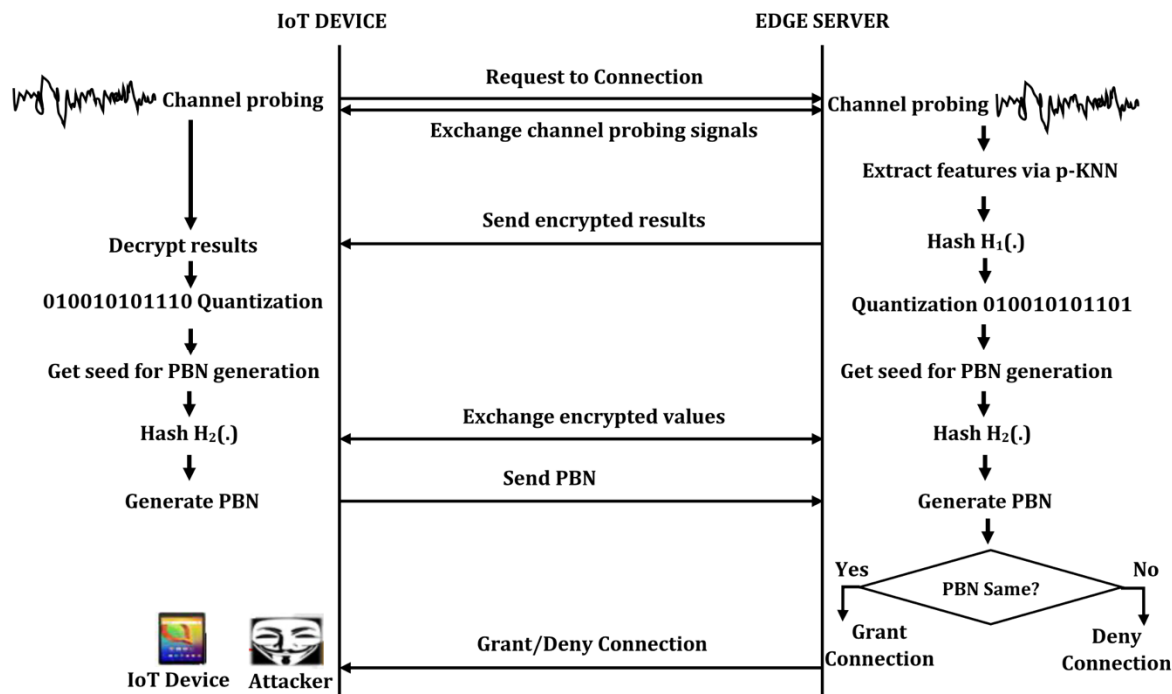 IoT DEVICE
EDGE SERVER
Request to Connection
Channel probing
Channel probing
Exchange channel probing signals
Extract features via p-KNN
Send encrypted results
Decrypt results
Hash H₁(.)
010010101110 Quantization
Quantization 010010101101
Get seed for PBN generation
Get seed for PBN generation
Exchange encrypted values
Hash H₂(.)
Hash H₂(.)
Send PBN
Generate PBN
Generate PBN
Yes
No
PBN Same?
Grant
Connection
Deny
Connection
Grant/Deny Connection
IoT Device
Attacker